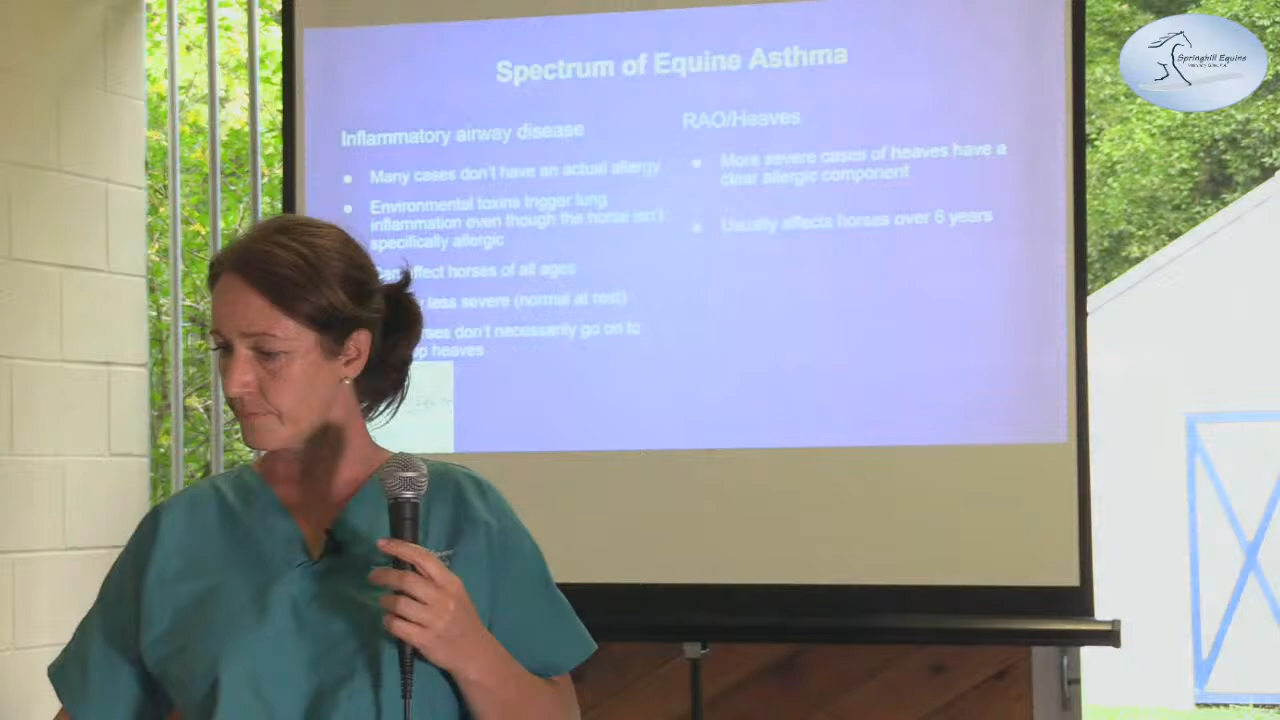 Spectrum of Equine Asthma
Inflammatory airway disease
Many cases don't have an actual allergy
Environmental toxins trigger lung
inflammation even though the horse isn't
specifically allergic
affect horses of all ages
less severe (normal at rest)
don't necessarily go on to
heaves
RAO/Heaves
More severe cases of heaves have a
clear allergic component
Usually affects horses over 6 years
Springhill Equine